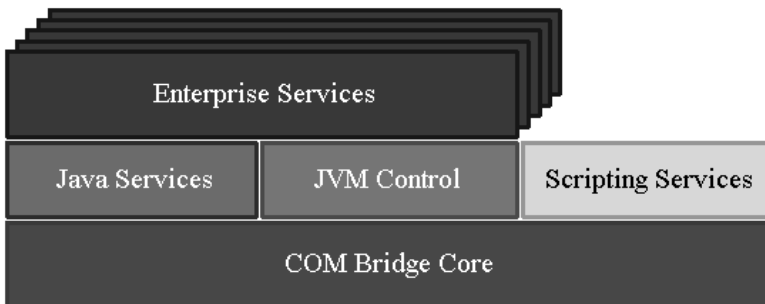 Enterprise Services
Java Services
JVM Control
Scripting Services
COM Bridge Core